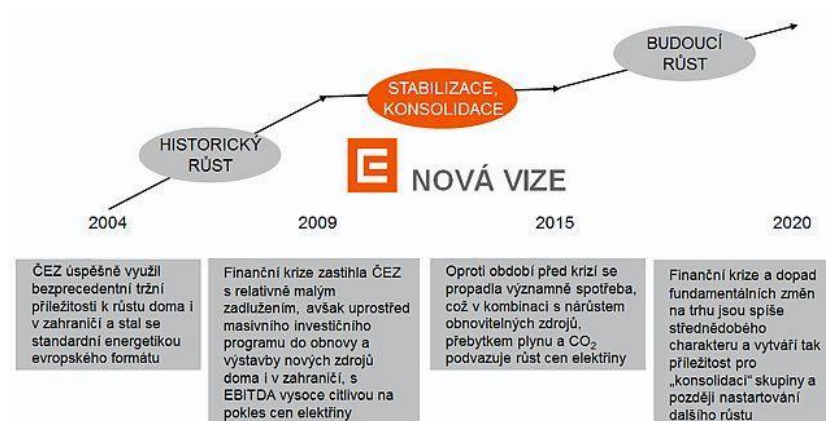 BUDOUCÍ
RŮST
STABILIZACE,
KONSOLIDACE
HISTORICKÝ
RŮST
NOVÁ VIZE
2004
2009
2015
2020
ČEZ úspěšně využil
bezprecedentní tržní
příležitosti k růstu doma i
v zahraničí a stal se
standardní energetikou
evropského formátu
Finanční krize zastihla ČEZ
s relativně malým
zadlužením, avšak uprostřed
masivního investičního
programu do obnovy a
výstavby nových zdrojů
doma i v zahraničí, s
EBITDA vysoce citlivou na
pokles cen elektřiny
Oproti období před krizí se
propadla významně spotřeba,
což v kombinaci s nárůstem
obnovitelných zdrojů,
přebytkem plynu a CO₂
podvazuje růst cen elektřiny
Finanční krize a dopad
fundamentálních změn
na trhu jsou spíše
střednědobého
charakteru a vytváří tak
příležitost pro
„konsolidaci“ skupiny a
později nastartování
dalšího růstu